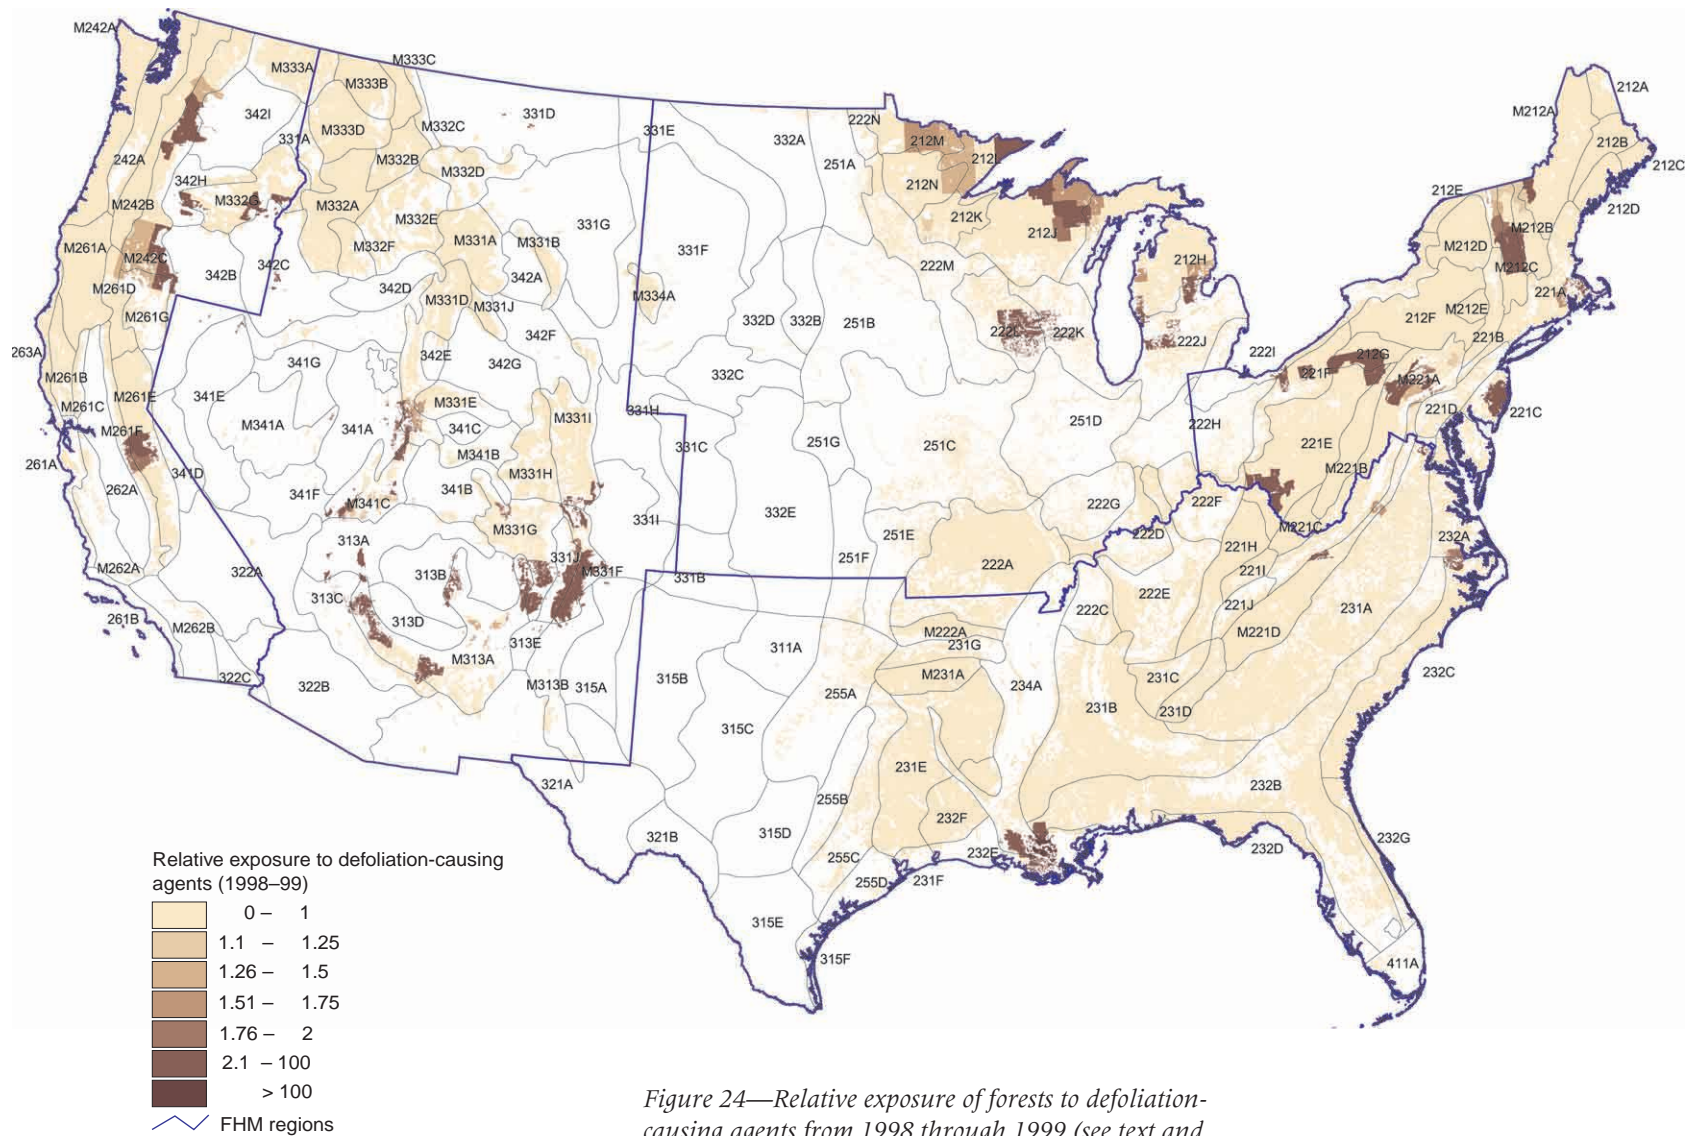 M242A
M333A
M333B
M333C
342I
331A
M333D
M332C
331D
331E
332A
222N
251A
212M
212L
212N
212K
212J
212H
M212A
212A
212B
212C
212D
212E
M212B
M212D
M212C
221A
M212E
212F
221B
242A
342H
M332G
M332B
M332D
M332A
M332E
M332F
M242B
M261A
M242C
342B
342C
M261D
M261G
M331A
M331B
342A
342D
M331D
M331J
342F
331G
331F
M334A
332D
332B
251B
222M
222K
222J
222I
212G
221F
M221A
221D
221C
263A
M261B
M261C
M261E
M261F
341G
341E
M341A
341A
342E
342G
M331E
341C
M341B
M331I
M331H
331H
332C
331C
251G
251C
251D
222H
221E
M221B
261A
262A
341D
341F
M341C
341B
M331G
331I
332E
251E
251F
222A
222G
222D
222F
M221C
221H
221I
221J
232A
M262A
322A
313A
313B
313C
313D
331J
M331F
331B
222C
222E
231A
M221D
261B
M262B
322C
322B
M313A
313E
M313B
315A
315B
311A
M222A
231G
M231A
234A
231C
231D
231B
232C
315C
255A
255B
231E
232F
232B
232G
232D
321A
321B
315D
255C
255D
231F
232E
315E
315F
411A
Relative exposure to defoliation-causing
agents (1998–99)
0 – 1
1.1 – 1.25
1.26 – 1.5
1.51 – 1.75
1.76 – 2
2.1 – 100
> 100
FHM regions
Figure 24—Relative exposure of forests to defoliation-
causing agents from 1998 through 1999 (see text and